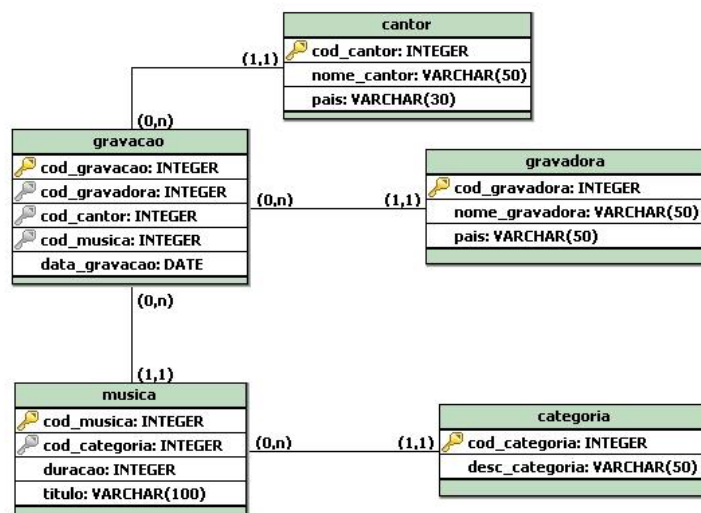 cantor
cod_cantor: INTEGER
nome_cantor: VARCHAR(50)
pais: VARCHAR(30)
(1,1)
(0,n)
gravacao
cod_gravacao: INTEGER
cod_gravadora: INTEGER
cod_cantor: INTEGER
cod_musica: INTEGER
data_gravacao: DATE
(0,n)
(1,1)
gravadora
cod_gravadora: INTEGER
nome_gravadora: VARCHAR(50)
pais: VARCHAR(50)
(0,n)
(1,1)
musica
cod_musica: INTEGER
cod_categoria: INTEGER
duracao: INTEGER
titulo: VARCHAR(100)
(0,n)
(1,1)
categoria
cod_categoria: INTEGER
desc_categoria: VARCHAR(50)